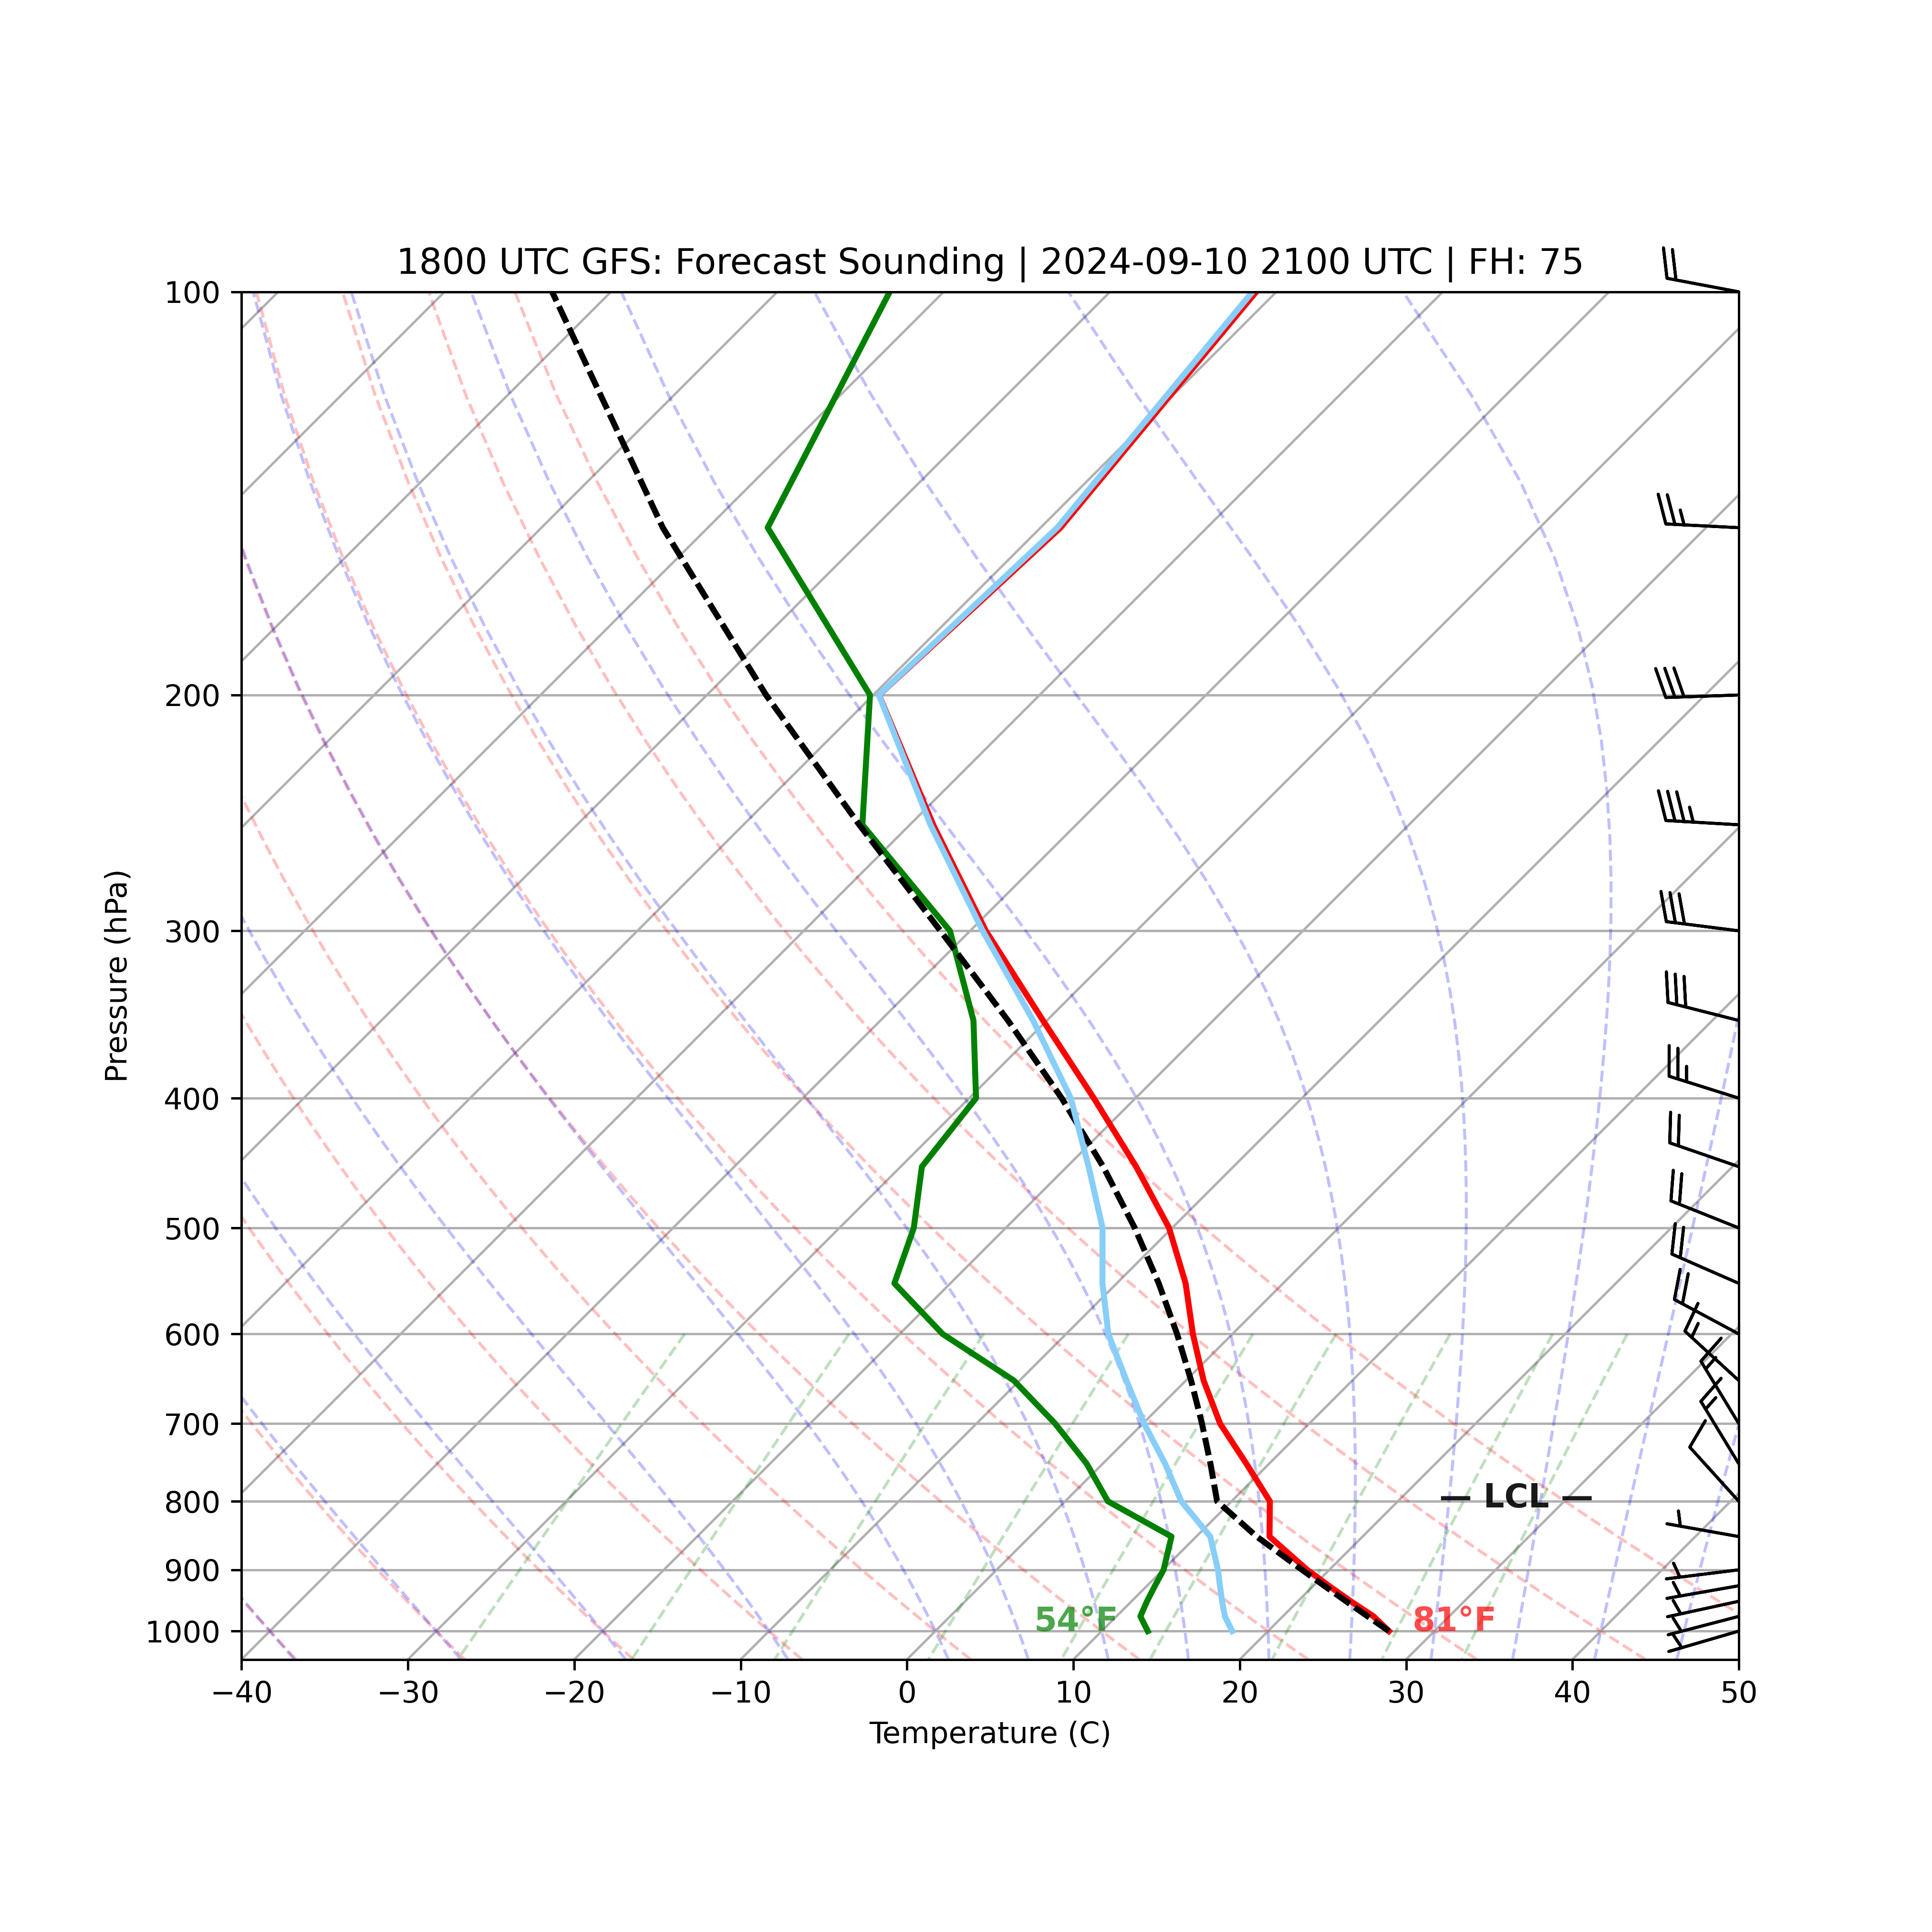 1800 UTC GFS: Forecast Sounding | 2024-09-10 2100 UTC | FH: 75
100
200
300
400
500
600
700
800
900
1000
Pressure (hPa)
— LCL —
54°F
81°F
−40 −30 −20 −10 0 10 20 30 40 50
Temperature (C)